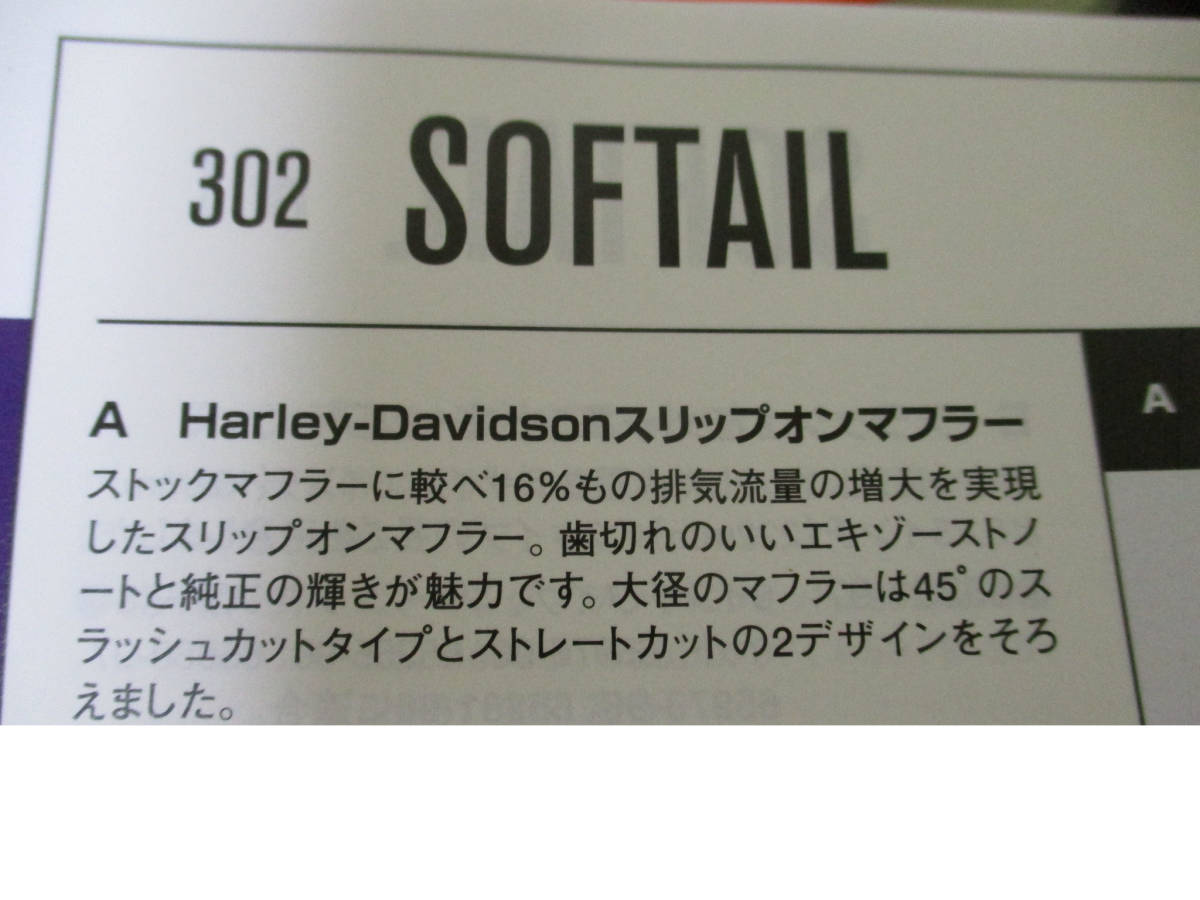 302 SOFTAIL
A Harley-Davidsonスリップオンマフラー
A
ストックマフラーに較べ16%もの排気流量の増大を実現
したスリップオンマフラー。歯切れのいいエキゾーストノ
ートと純正の輝きが魅力です。大径のマフラーは45°のス
ラッシュカットタイプとストレートカットの2デザインをそろ
えました。